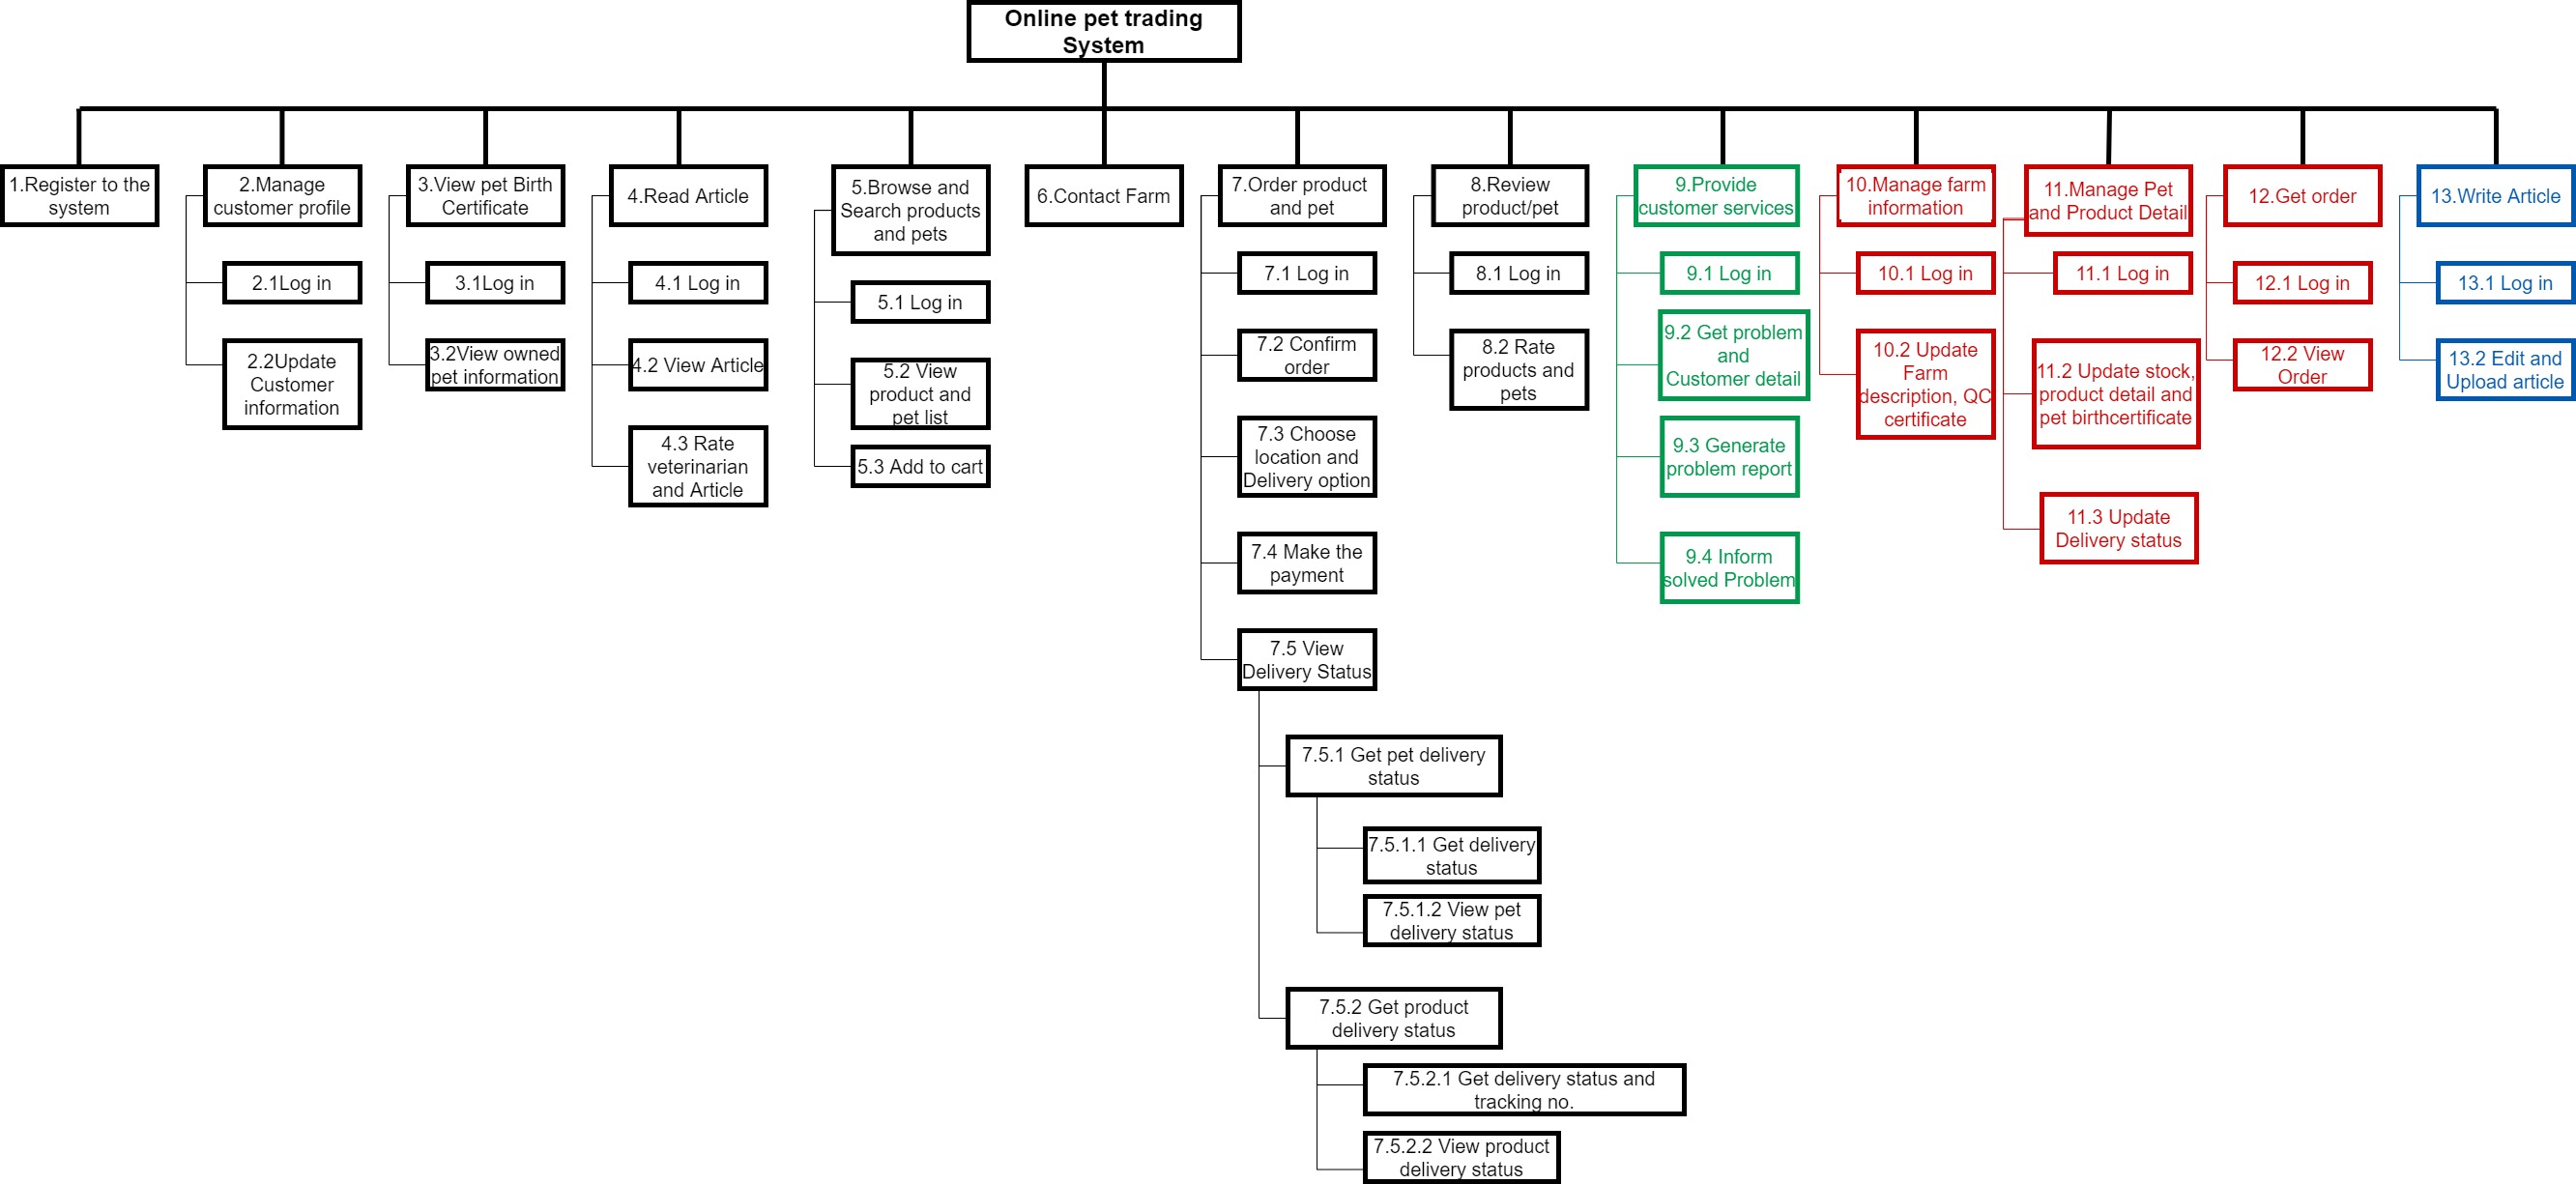 Online pet trading
System
1.Register to the
system
2.Manage
customer profile
2.1Log in
2.2Update
Customer
information
3.View pet Birth
Certificate
3.1Log in
3.2View owned
pet information
4.Read Article
4.1 Log in
4.2 View Article
4.3 Rate
veterinarian
and Article
5.Browse and
Search products
and pets
5.1 Log in
5.2 View
product and
pet list
5.3 Add to cart
6.Contact Farm
7.Order product
and pet
7.1 Log in
7.2 Confirm
order
7.3 Choose
location and
Delivery option
7.4 Make the
payment
7.5 View
Delivery Status
7.5.1 Get pet delivery
status
7.5.1.1 Get delivery
status
7.5.1.2 View pet
delivery status
7.5.2 Get product
delivery status
7.5.2.1 Get delivery status and
tracking no.
7.5.2.2 View product
delivery status
8.Review
product/pet
8.1 Log in
8.2 Rate
products and
pets
9.Provide
customer services
9.1 Log in
9.2 Get problem
and
Customer detail
9.3 Generate
problem report
9.4 Inform
solved Problem
10.Manage farm
information
10.1 Log in
10.2 Update
Farm
description, QC
certificate
11.Manage Pet
and Product Detail
11.1 Log in
11.2 Update stock,
product detail and
pet birthcertificate
11.3 Update
Delivery status
12.Get order
12.1 Log in
12.2 View
Order
13.Write Article
13.1 Log in
13.2 Edit and
Upload article